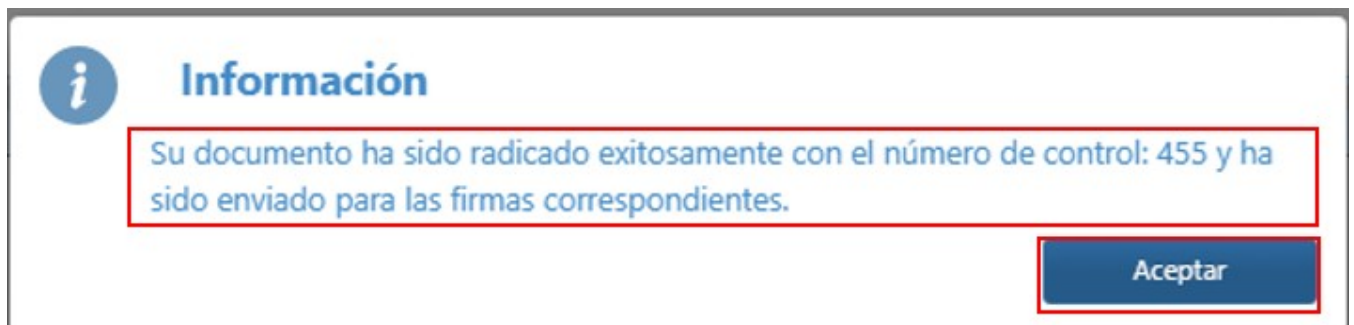 Información
Su documento ha sido radicado exitosamente con el número de control: 455 y ha
sido enviado para las firmas correspondientes.
Aceptar